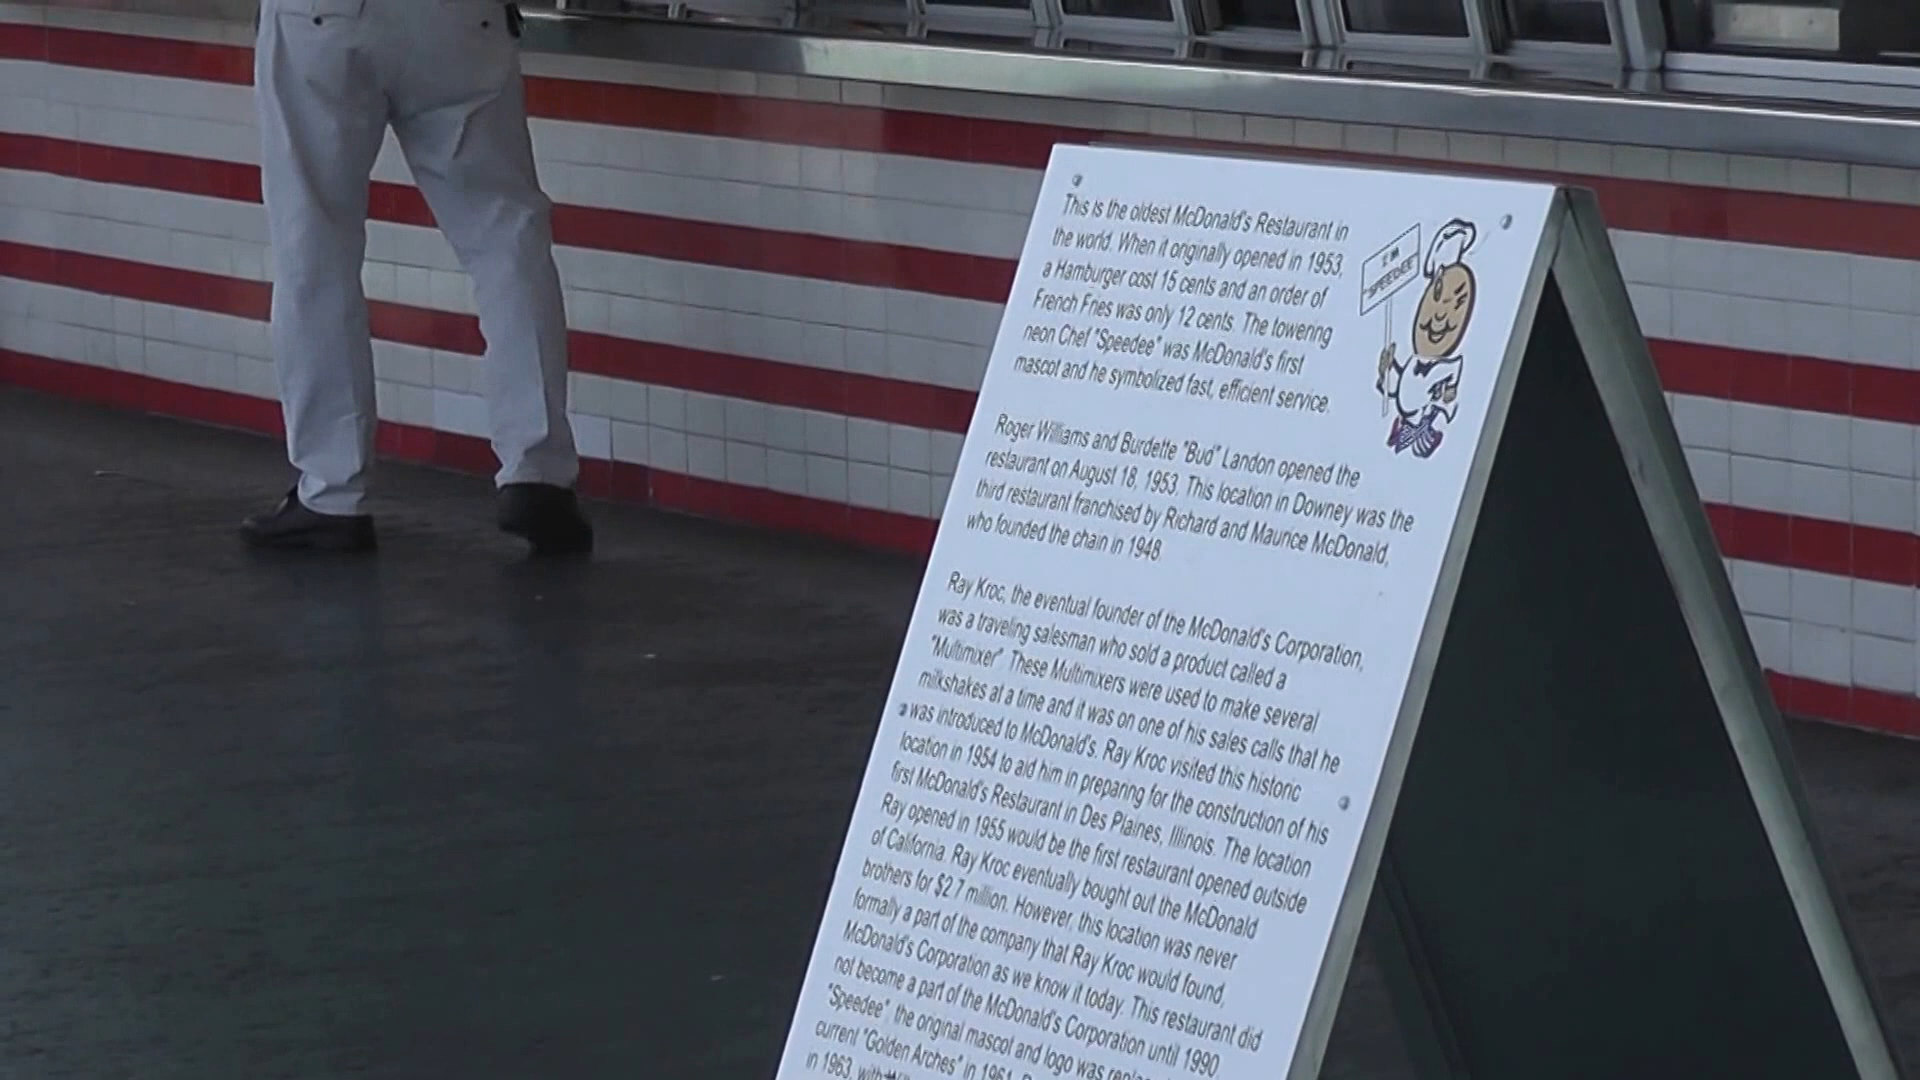 This is the oldest McDonald's Restaurant in
the world. When it originally opened in 1953,
a Hamburger cost 15 cents and an order of
French Fries was only 12 cents. The towering
neon Chef "Speedee" was McDonald's first
mascot and he symbolized fast, efficient service.
I'M
SPEEDEE
Roger Williams and Burdette "Bud" Landon opened the
restaurant on August 18, 1953. This location in Downey was the
third restaurant franchised by Richard and Maurice McDonald,
who founded the chain in 1948.
Ray Kroc, the eventual founder of the McDonald's Corporation,
was a traveling salesman who sold a product called a
"Multimixer". These Multimixers were used to make several
milkshakes at a time and it was on one of his sales calls that he
was introduced to McDonald's. Ray Kroc visited this historic
location in 1954 to aid him in preparing for the construction of his
first McDonald's Restaurant in Des Plaines, Illinois. The location
Ray opened in 1955 would be the first restaurant opened outside
of California. Ray Kroc eventually bought out the McDonald
brothers for $2.7 million. However, this location was never
formally a part of the company that Ray Kroc would found,
McDonald's Corporation as we know it today. This restaurant did
not become a part of the McDonald's Corporation until 1990.
"Speedee", the original mascot and logo was
current "Golden Arches" in 1961.
in 1963, with